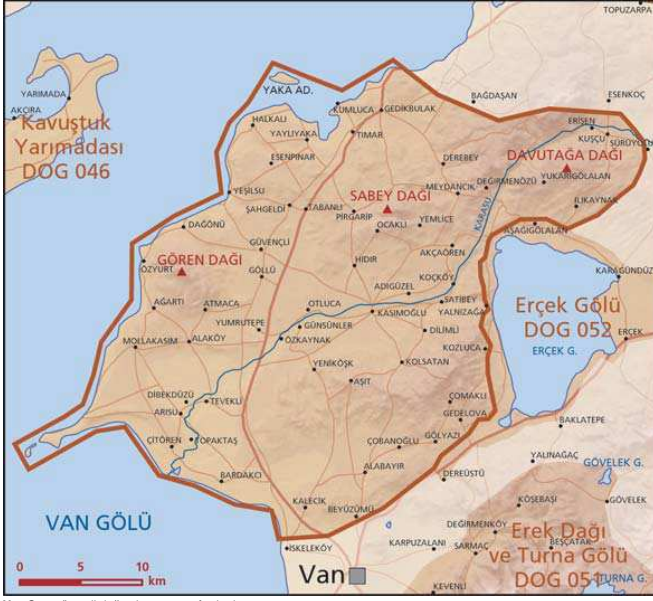 TOPUZARPA
YARIMADA
AKÇIRA
Kavuştuk
Yarımadası
DOG 046
YAKA AD.
KUMLUCA
GEDİKBULAK
BAĞDAŞAN
ESENKOÇ
HALKALI
YAYLIYAKA
TIMAR
ERİSEN
KUŞÇU
SÜRÜYOLU
ESENPINAR
DEREBEY
DAVUTAĞA DAĞI
YEŞİLSU
SABEY DAĞI
MEYDANCIK
DEĞİRMENÖZÜ
YUKARIGÖLALAN
ŞAHGELDİ
TABANLI
PİRGARİP
ILIKAYNAK
DAĞÖNÜ
OCAKLI
YEMLİCE
KARASU
AŞAĞIGÖLALAN
GÜVENÇLİ
AKÇAÖREN
GÖREN DAĞI
ÖZYURT
GÖLLÜ
HIDIR
KOÇKÖY
KARAGÜNDÜZ
ADIGÜZEL
AĞARTI
ATMACA
OTLUCA
SATIBEY
YALNIZAĞAÇ
Erçek Gölü
DOG 052
KASIMOĞLU
YUMRUTEPE
GÜNSÜNLER
DİLİMLİ
ERÇEK
MOLLAKASIM
ALAKÖY
ÖZKAYNAK
KOZLUCA
ERÇEK G.
YENİKÖŞK
KOLSATAN
AŞIT
DİBEKDÜZÜ
TEVEKLİ
ÇOMAKLI
ARISU
GEDELOVA
BAKLATEPE
ÇİTÖREN
TOPAKTAŞ
ÇOBANOĞLU
GÖLYAZI
YALINAĞAÇ
GÖVELEK G.
BARDAKCI
ALABAYIR
DEREÜSTÜ
KÖŞEBAŞI
GÖVELEK
VAN GÖLÜ
KALECİK
BEYÜZÜMÜ
DEĞİRMENKÖY
Erek Dağı
İSKELEKÖY
KARPUZALANI
SARMAÇ
BEŞÇATAK
ve Turna Gölü
DOG 051
TURNA G.
0 5 10
km
Van
KEVENLİ